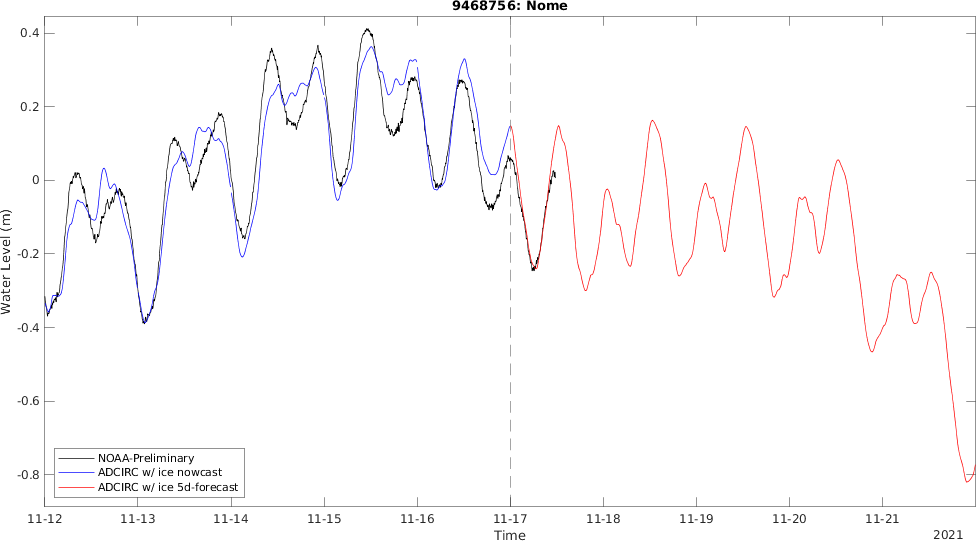 9468756: Nome
0.4
0.2
0
-0.2
-0.4
-0.6
-0.8
Water Level (m)
NOAA-Preliminary
ADCIRC w/ ice nowcast
ADCIRC w/ ice 5d-forecast
11-12 11-13 11-14 11-15 11-16 11-17 11-18 11-19 11-20 11-21
Time
2021